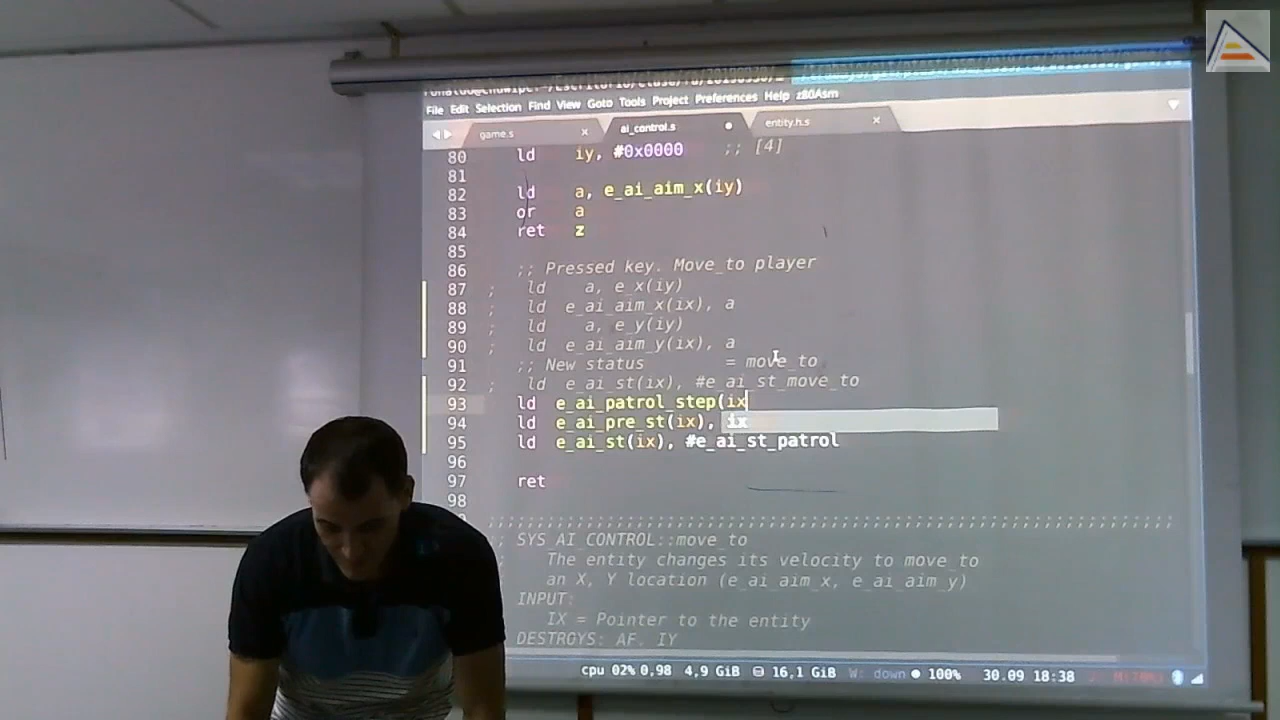 File Edit Selection Find View Goto Tools Project Preferences Help z80Asm
game.s × ai_control.s entity.h.s ×
80 ld iy, #0x0000 ;; [4]
81
82 ld a, e_ai_aim_x(iy)
83 or a
84 ret z
85
86 ;; Pressed key. Move_to player
87 ; ld a, e_x(iy)
88 ; ld e_ai_aim_x(ix), a
89 ; ld a, e_y(iy)
90 ; ld e_ai_aim_y(ix), a
91 ;; New status = move_to
92 ; ld e_ai_st(ix), #e_ai_st_move_to
93 ld e_ai_patrol_step(ix
94 ld e_ai_pre_st(ix), ix
95 ld e_ai_st(ix), #e_ai_st_patrol
96
97 ret
98
;;;;;;;;;;;;;;;;;;;;;;;;;;;;;;;;;;;;;;;;;;;;;;;;;;;;;;;;;;;;;;;;;;;;;;
;; SYS_AI_CONTROL::move_to
The entity changes its velocity to move_to
an X, Y location (e_ai_aim_x, e_ai_aim_y)
INPUT:
IX = Pointer to the entity
DESTROYS: AF, IY
cpu 02% 0,98 4,9 GiB 16,1 GiB W: down 100% 30.09 18:38